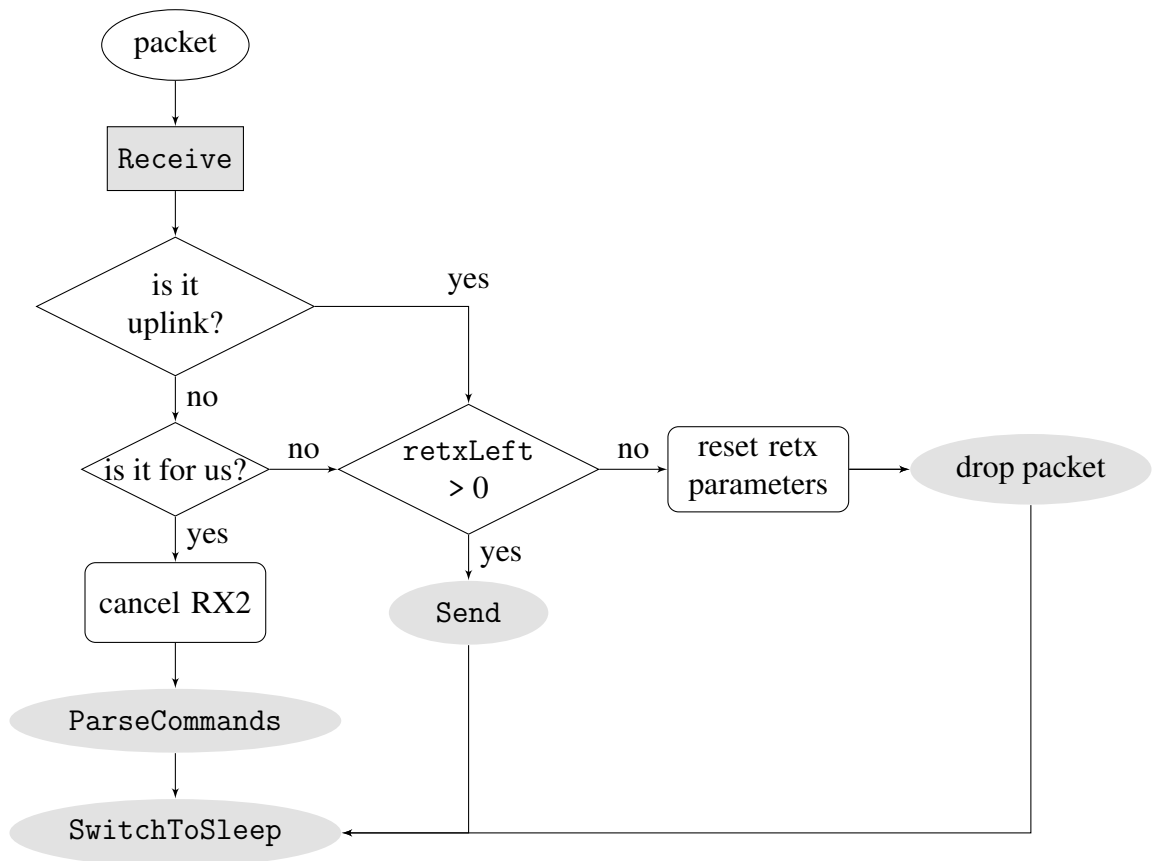 packet
Receive
is it
uplink?
yes
no
is it for us?
no
retxLeft
> 0
no
reset retx
parameters
drop packet
yes
yes
cancel RX2
Send
ParseCommands
SwitchToSleep